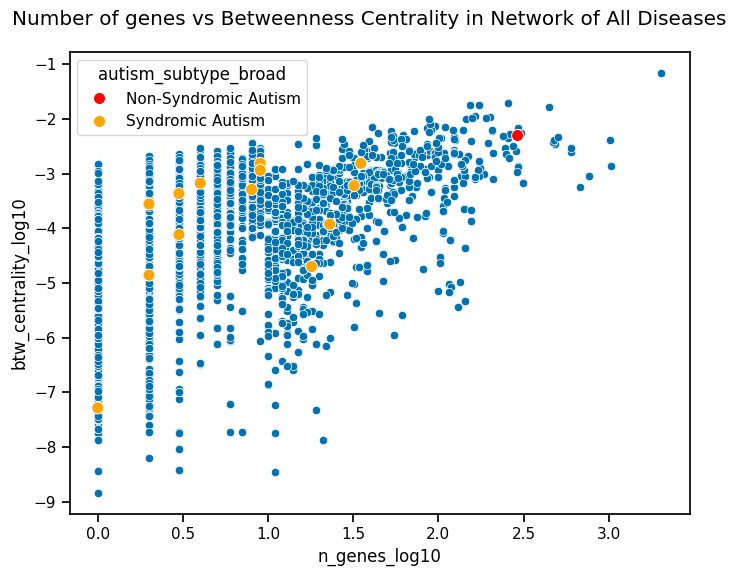 Number of genes vs Betweenness Centrality in Network of All Diseases
autism_subtype_broad
Non-Syndromic Autism
Syndromic Autism
btw_centrality_log10
−1
−2
−3
−4
−5
−6
−7
−8
−9
0.0 0.5 1.0 1.5 2.0 2.5 3.0
n_genes_log10